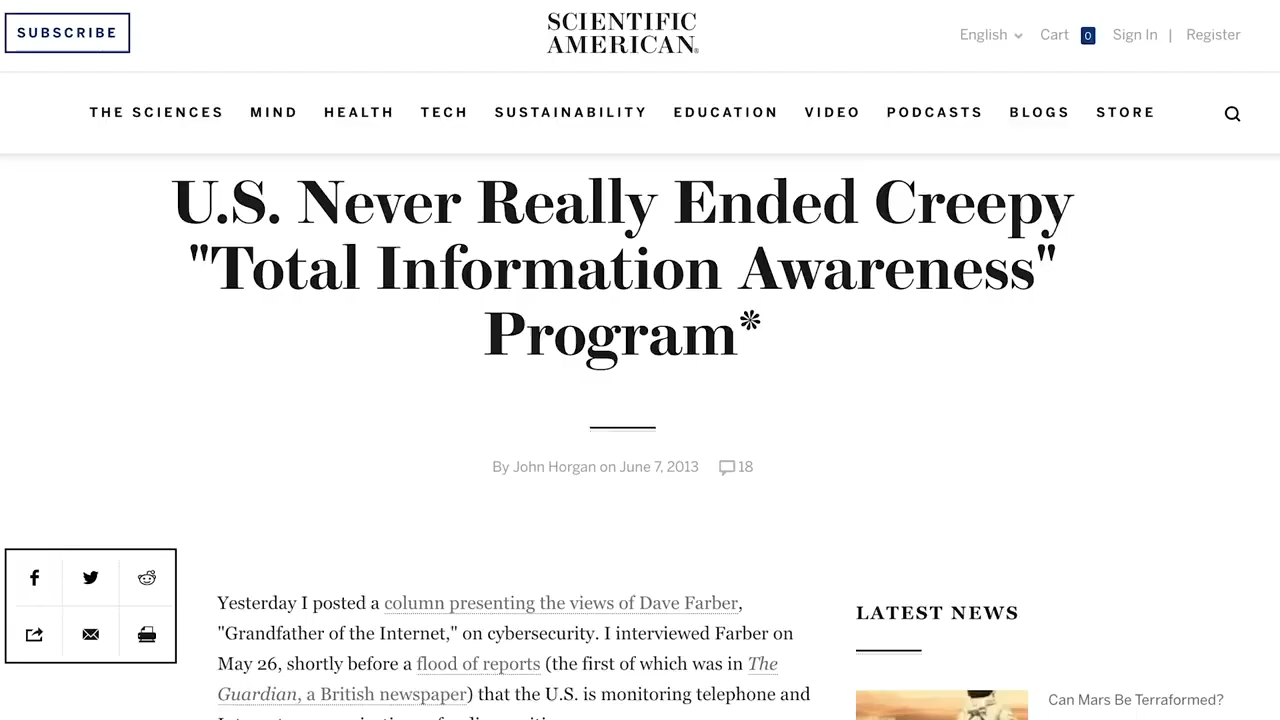 SUBSCRIBE
SCIENTIFIC
AMERICAN®
English
Cart 0
Sign In | Register
THE SCIENCES MIND HEALTH TECH SUSTAINABILITY EDUCATION VIDEO PODCASTS BLOGS STORE
U.S. Never Really Ended Creepy
"Total Information Awareness"
Program*
By John Horgan on June 7, 2013 18
Yesterday I posted a column presenting the views of Dave Farber,
"Grandfather of the Internet," on cybersecurity. I interviewed Farber on
May 26, shortly before a flood of reports (the first of which was in The
Guardian, a British newspaper) that the U.S. is monitoring telephone and
LATEST NEWS
Can Mars Be Terraformed?